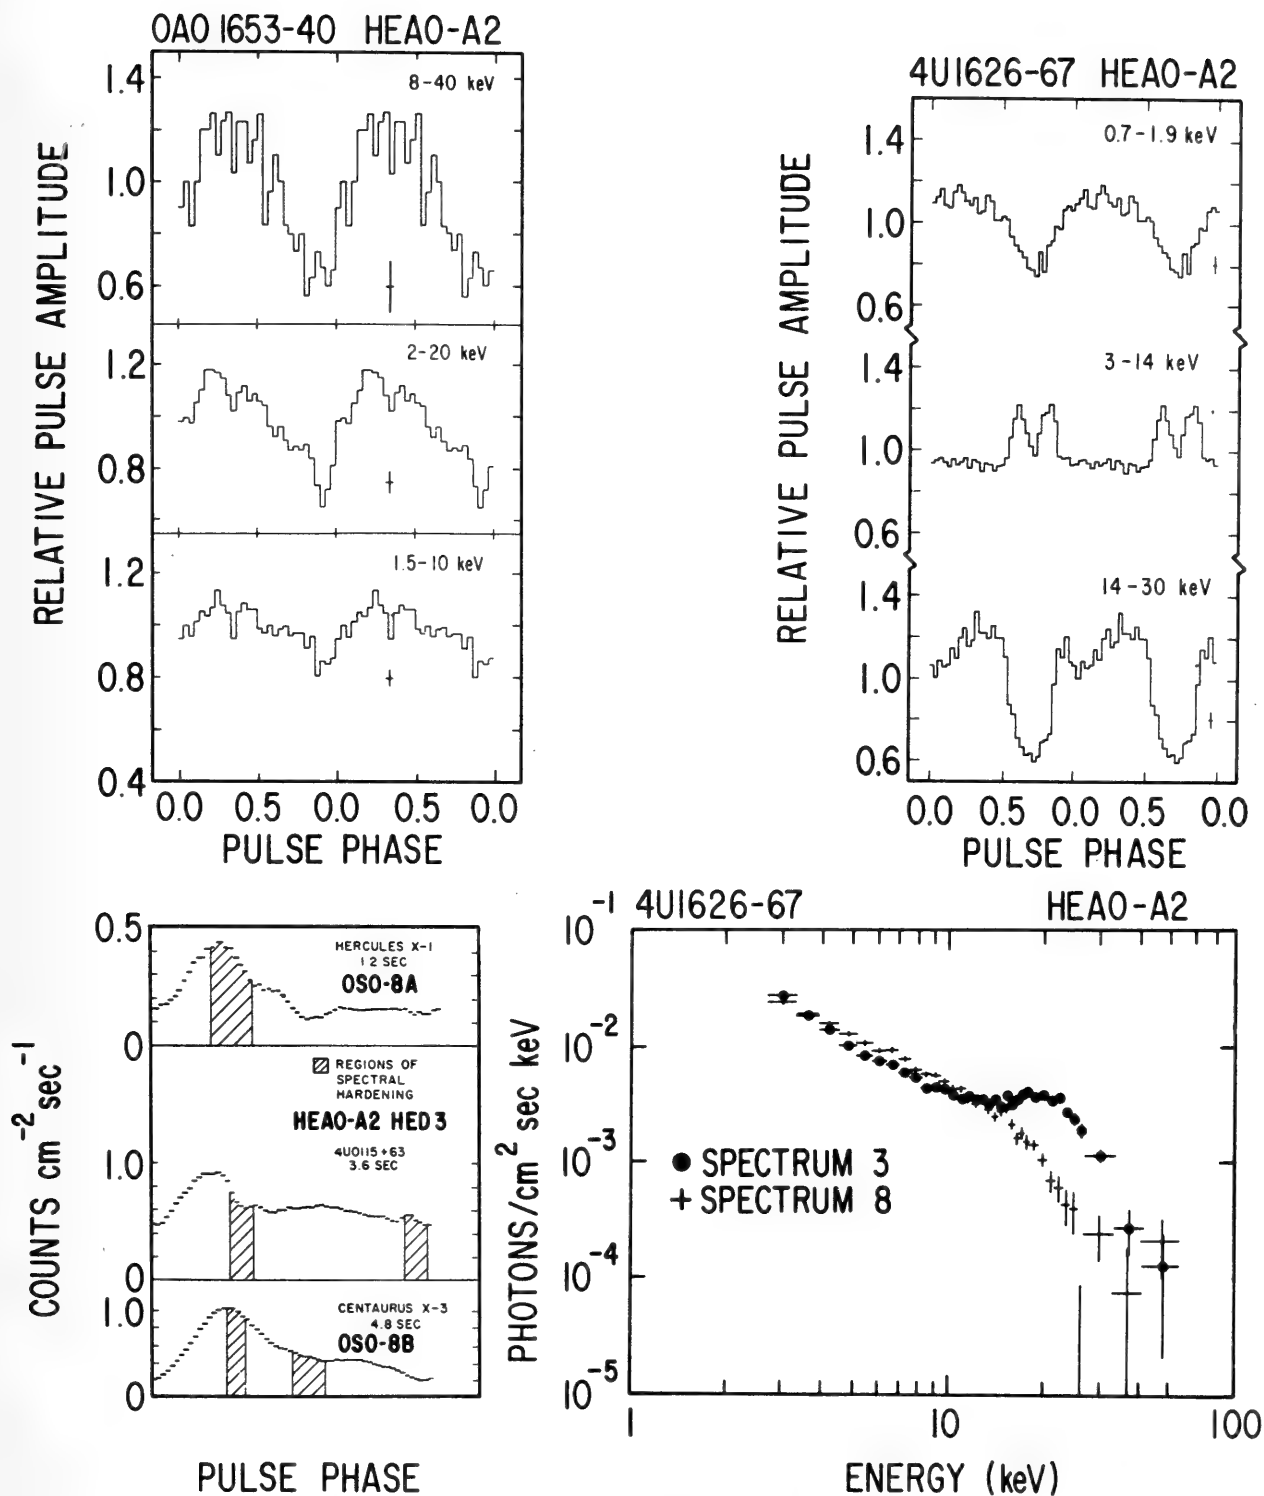 OAO 1653-40 HEAO-A2
8-40 keV
1.4
1.0
0.6
2-20 keV
1.2
0.8
1.5-10 keV
1.2
0.8
0.4
0.0 0.5 0.0 0.5 0.0
PULSE PHASE
RELATIVE PULSE AMPLITUDE
4U1626-67 HEAO-A2
0.7-1.9 keV
1.4
1.0
0.6
3-14 keV
1.4
1.0
0.6
14-30 keV
1.4
1.0
0.6
0.0 0.5 0.0 0.5 0.0
PULSE PHASE
RELATIVE PULSE AMPLITUDE
0.5
HERCULES X-1
1.2 SEC
OSO-8A
0
REGIONS OF
SPECTRAL
HARDENING
HEAO-A2 HED 3
4U0115+63
3.6 SEC
1.0
0
CENTAURUS X-3
4.8 SEC
OSO-8B
1.0
0
PULSE PHASE
COUNTS cm-2 sec-1
4U1626-67 HEAO-A2
10-1
10-2
10-3
10-4
10-5
SPECTRUM 3
SPECTRUM 8
1 10 100
ENERGY (keV)
PHOTONS/cm2 sec keV